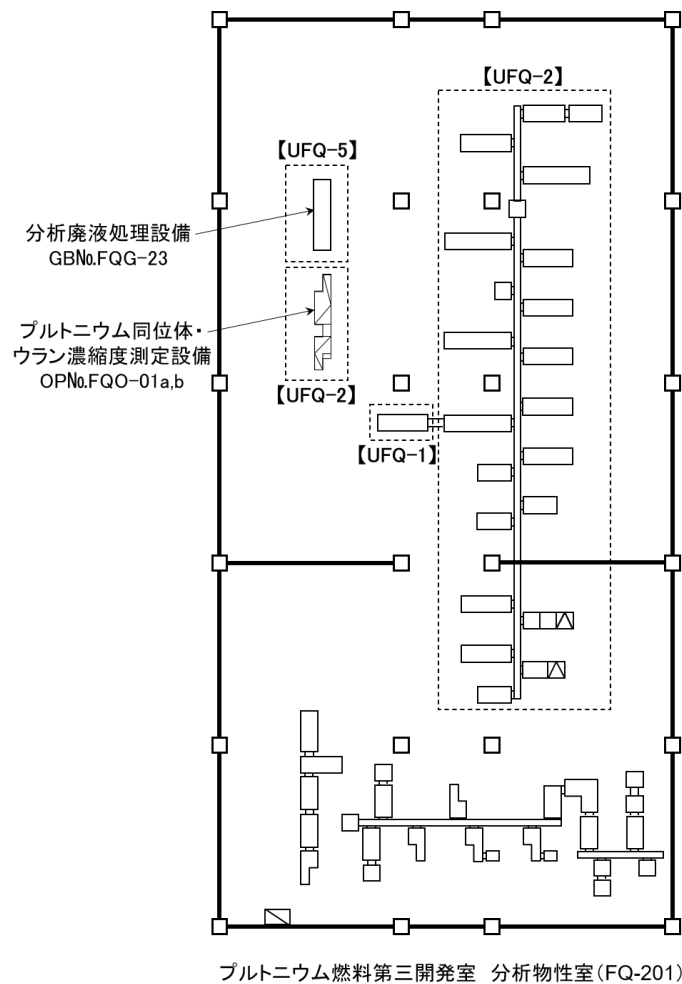 【UFQ-2】
【UFQ-5】
分析廃液処理設備
GB№.FQG-23
プルトニウム同位体・
ウラン濃縮度測定設備
OP№.FQO-01a,b
【UFQ-2】
【UFQ-1】
プルトニウム燃料第三開発室 分析物性室(FQ-201)